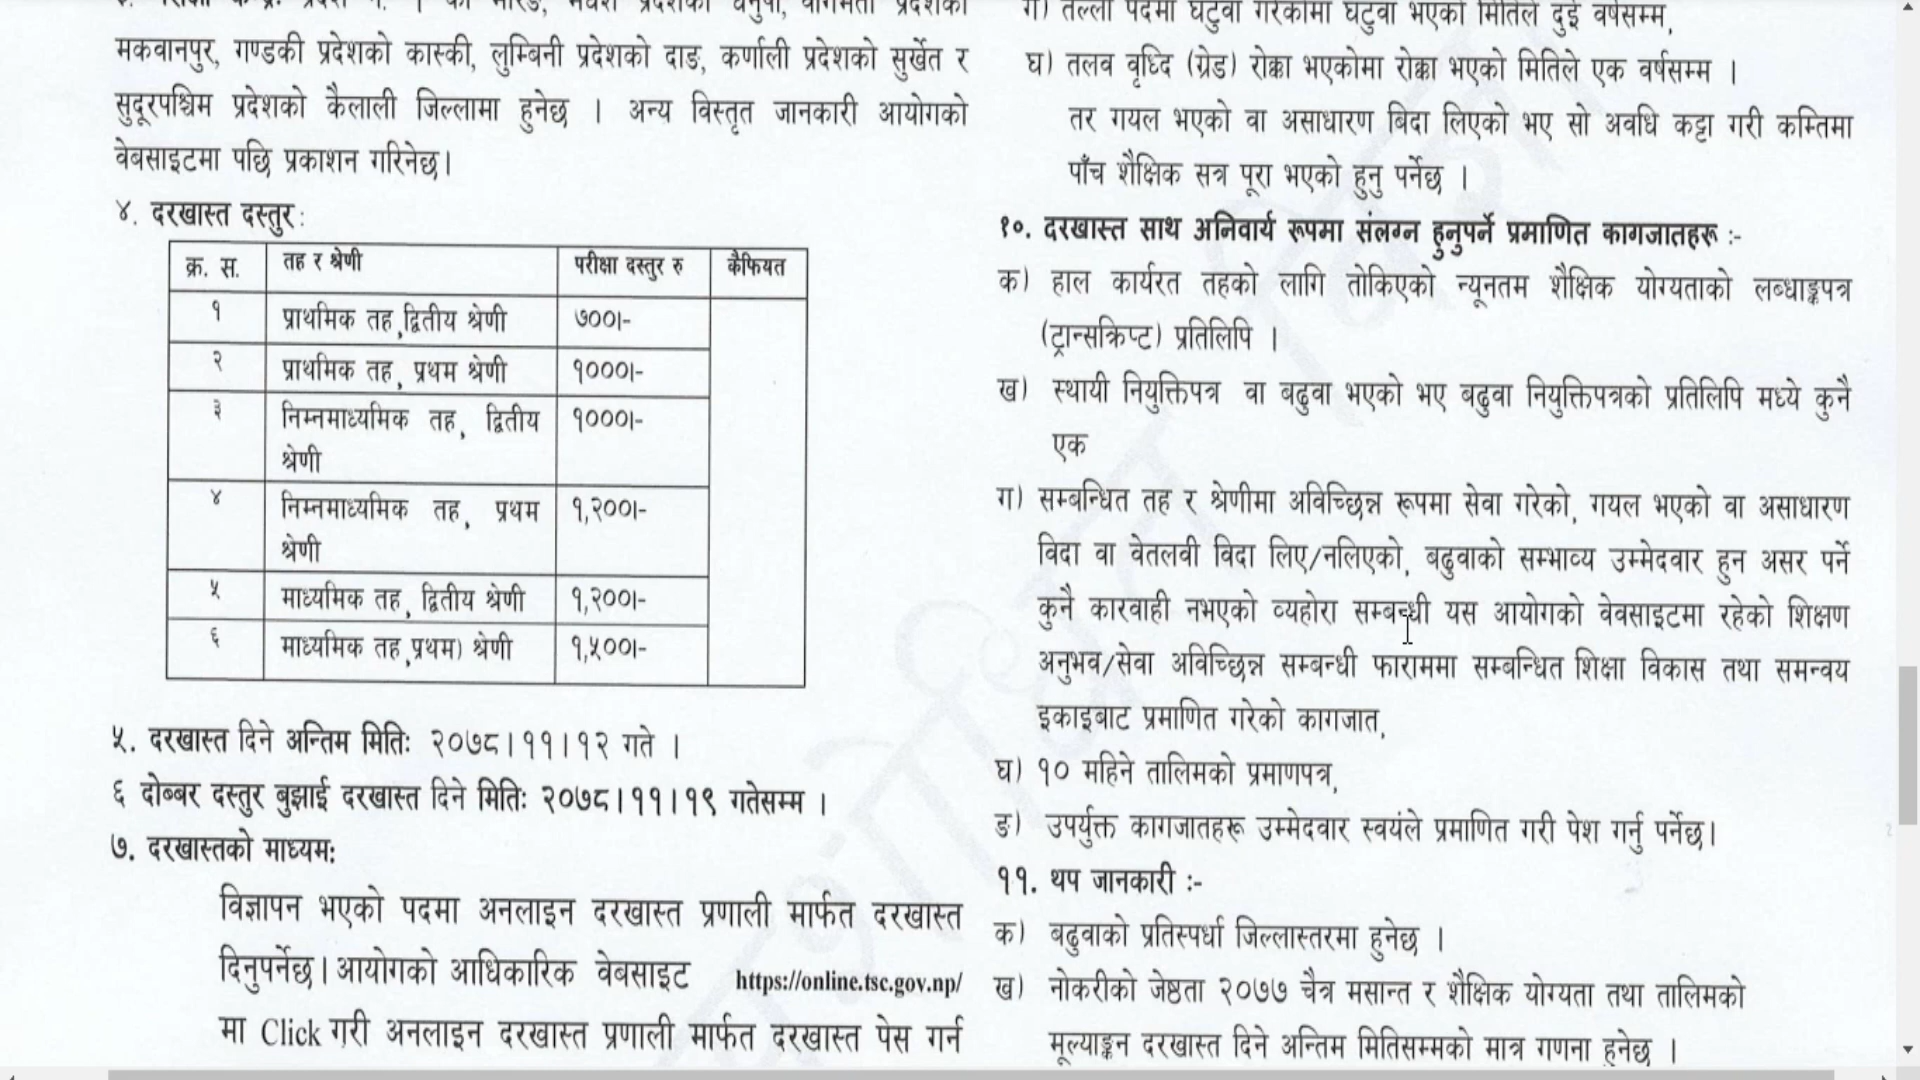 मकवानपुर, गण्डकी प्रदेशको कास्की, लुम्बिनी प्रदेशको दाङ, कर्णाली प्रदेशको सुर्खेत र
सुदूरपश्चिम प्रदेशको कैलाली जिल्लामा हुनेछ । अन्य विस्तृत जानकारी आयोगको
वेबसाइटमा पछि प्रकाशन गरिनेछ।
४. दरखास्त दस्तुर:
क्र. स. तह र श्रेणी परीक्षा दस्तुर रु कैफियत
१ प्राथमिक तह ,द्वितीय श्रेणी ७००।-
२ प्राथमिक तह, प्रथम श्रेणी १०००।-
३ निम्नमाध्यमिक तह, द्वितीय १०००।-
श्रेणी
४ निम्नमाध्यमिक तह, प्रथम १,२००।-
श्रेणी
५ माध्यमिक तह, द्वितीय श्रेणी १,२००।-
६ माध्यमिक तह ,प्रथम) श्रेणी १,५००।-
५. दरखास्त दिने अन्तिम मितिः २०७८।११।१२ गते ।
६ दोब्बर दस्तुर बुझाई दरखास्त दिने मितिः २०७८।११।१९ गतेसम्म ।
७. दरखास्तको माध्यम:
विज्ञापन भएको पदमा अनलाइन दरखास्त प्रणाली मार्फत दरखास्त
दिनुपर्नेछ। आयोगको आधिकारिक वेबसाइट https://online.tsc.gov.np/
मा Click गरी अनलाइन दरखास्त प्रणाली मार्फत दरखास्त पेस गर्न
ग) तल्लो पदमा घटुवा गरेकोमा घटुवा भएको मितिले दुई वर्षसम्म,
घ) तलव वृध्दि (ग्रेड) रोक्का भएकोमा रोक्का भएको मितिले एक वर्षसम्म ।
तर गयल भएको वा असाधारण बिदा लिएको भए सो अवधि कट्टा गरी कम्तिमा
पाँच शैक्षिक सत्र पूरा भएको हुनु पर्नेछ ।
१०. दरखास्त साथ अनिवार्य रूपमा संलग्न हुनुपर्ने प्रमाणित कागजातहरू :-
क) हाल कार्यरत तहको लागि तोकिएको न्यूनतम शैक्षिक योग्यताको लब्धाङ्कपत्र
(ट्रान्सक्रिप्ट) प्रतिलिपि ।
ख) स्थायी नियुक्तिपत्र वा बढुवा भएको भए बढुवा नियुक्तिपत्रको प्रतिलिपि मध्ये कुनै
एक
ग) सम्बन्धित तह र श्रेणीमा अविच्छिन्न रूपमा सेवा गरेको, गयल भएको वा असाधारण
विदा वा वेतलवी विदा लिए/नलिएको, बढुवाको सम्भाव्य उम्मेदवार हुन असर पर्ने
कुनै कारवाही नभएको व्यहोरा सम्बन्धी यस आयोगको वेवसाइटमा रहेको शिक्षण
अनुभव/सेवा अविच्छिन्न सम्बन्धी फाराममा सम्बन्धित शिक्षा विकास तथा समन्वय
इकाइबाट प्रमाणित गरेको कागजात,
घ) १० महिने तालिमको प्रमाणपत्र,
ङ) उपर्युक्त कागजातहरू उम्मेदवार स्वयंले प्रमाणित गरी पेश गर्नु पर्नेछ।
११. थप जानकारी :-
क) बढुवाको प्रतिस्पर्धा जिल्लास्तरमा हुनेछ ।
ख) नोकरीको जेष्ठता २०७७ चैत्र मसान्त र शैक्षिक योग्यता तथा तालिमको
मूल्याङ्कन दरखास्त दिने अन्तिम मितिसम्मको मात्र गणना हुनेछ ।